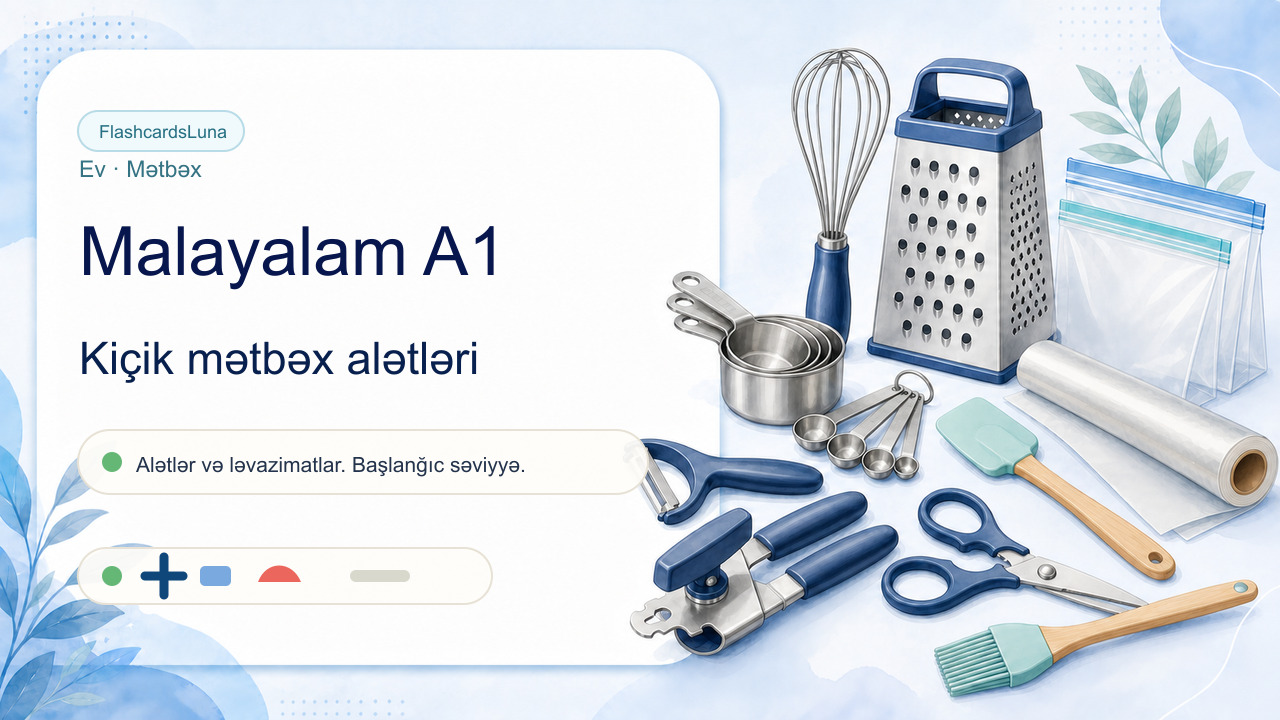 FlashcardsLuna
Ev · Mətbəx
Malayalam A1
Kiçik mətbəx alətləri
Alətlər və ləvazimatlar. Başlanğıc səviyyə.